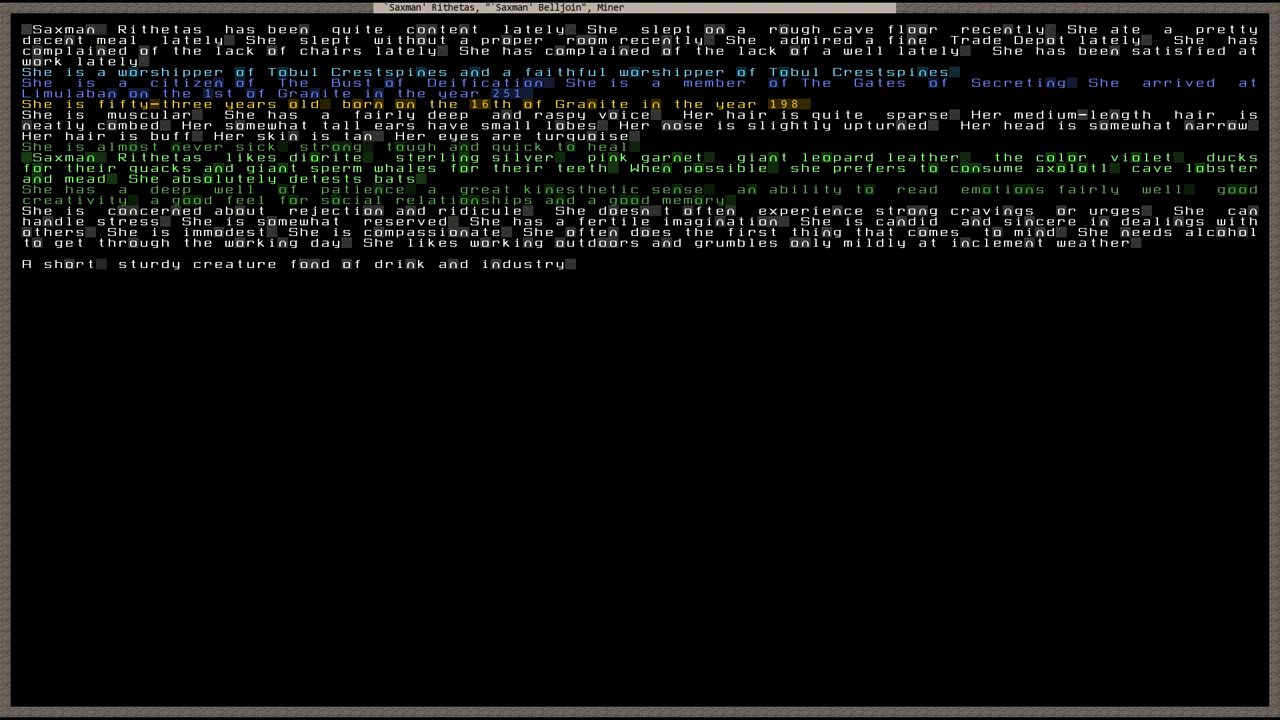 `Saxman' Rithetas, "`Saxman' Belljoin", Miner
Saxman Rithetas has been quite content lately She slept on a rough cave floor recently She ate a pretty
decent meal lately She slept without a proper room recently She admired a fine Trade Depot lately She has
complained of the lack of chairs lately She has complained of the lack of a well lately She has been satisfied at
work lately
She is a worshipper of Tobul Crestspines and a faithful worshipper of Tobul Crestspines
She is a citizen of The Bust of Deification She is a member of The Gates of Secreting She arrived at
Limulaban on the 1st of Granite in the year 251
She is fifty-three years old born on the 16th of Granite in the year 198
She is muscular She has a fairly deep and raspy voice Her hair is quite sparse Her medium-length hair is
neatly combed Her somewhat tall ears have small lobes Her nose is slightly upturned Her head is somewhat narrow
Her hair is buff Her skin is tan Her eyes are turquoise
She is almost never sick strong tough and quick to heal
Saxman Rithetas likes diorite sterling silver pink garnet giant leopard leather the color violet ducks
for their quacks and giant sperm whales for their teeth When possible she prefers to consume axolotl cave lobster
and mead She absolutely detests bats
She has a deep well of patience a great kinesthetic sense an ability to read emotions fairly well good
creativity a good feel for social relationships and a good memory
She is concerned about rejection and ridicule She doesn t often experience strong cravings or urges She can
handle stress She is somewhat reserved She has a fertile imagination She is candid and sincere in dealings with
others She is immodest She is compassionate She often does the first thing that comes to mind She needs alcohol
to get through the working day She likes working outdoors and grumbles only mildly at inclement weather
A short sturdy creature fond of drink and industry